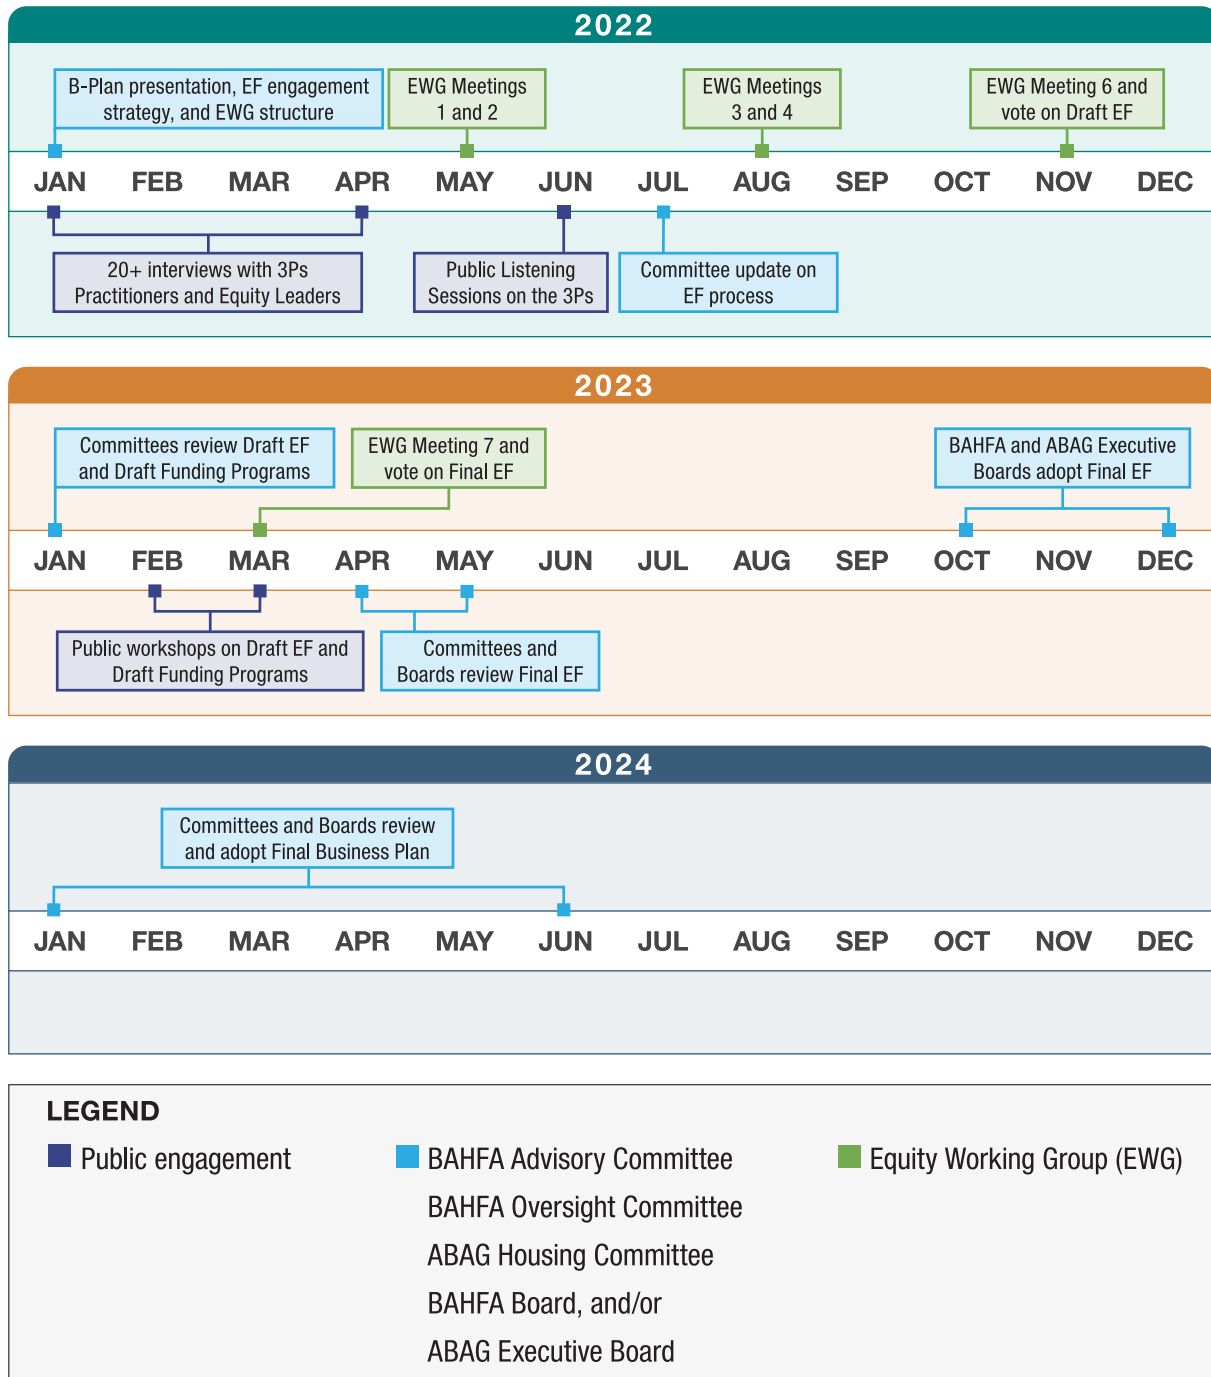 2022
B-Plan presentation, EF engagement
strategy, and EWG structure
EWG Meetings
1 and 2
EWG Meetings
3 and 4
EWG Meeting 6 and
vote on Draft EF
JAN FEB MAR APR MAY JUN JUL AUG SEP OCT NOV DEC
20+ interviews with 3Ps
Practitioners and Equity Leaders
Public Listening
Sessions on the 3Ps
Committee update on
EF process
2023
Committees review Draft EF
and Draft Funding Programs
EWG Meeting 7 and
vote on Final EF
BAHFA and ABAG Executive
Boards adopt Final EF
JAN FEB MAR APR MAY JUN JUL AUG SEP OCT NOV DEC
Public workshops on Draft EF and
Draft Funding Programs
Committees and
Boards review Final EF
2024
Committees and Boards review
and adopt Final Business Plan
JAN FEB MAR APR MAY JUN JUL AUG SEP OCT NOV DEC
LEGEND
Public engagement
BAHFA Advisory Committee
BAHFA Oversight Committee
ABAG Housing Committee
BAHFA Board, and/or
ABAG Executive Board
Equity Working Group (EWG)